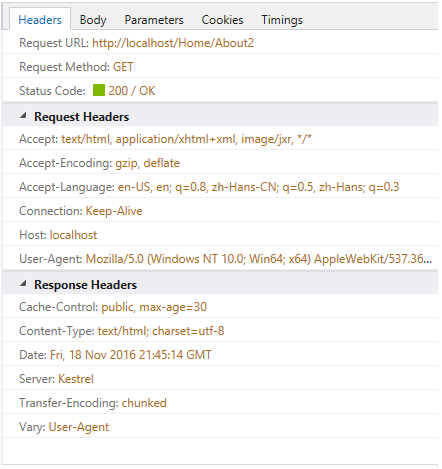 Headers Body Parameters Cookies Timings
Request URL: http://localhost/Home/About2
Request Method: GET
Status Code: 200 / OK
Request Headers
Accept: text/html, application/xhtml+xml, image/jxr, */*
Accept-Encoding: gzip, deflate
Accept-Language: en-US, en; q=0.8, zh-Hans-CN; q=0.5, zh-Hans; q=0.3
Connection: Keep-Alive
Host: localhost
User-Agent: Mozilla/5.0 (Windows NT 10.0; Win64; x64) AppleWebKit/537.36...
Response Headers
Cache-Control: public, max-age=30
Content-Type: text/html; charset=utf-8
Date: Fri, 18 Nov 2016 21:45:14 GMT
Server: Kestrel
Transfer-Encoding: chunked
Vary: User-Agent